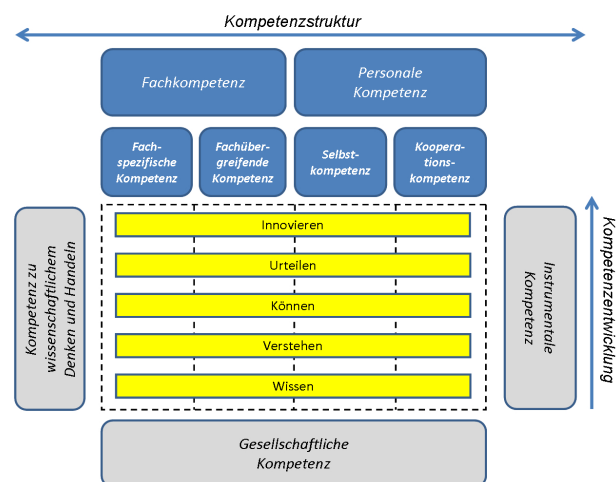 Kompetenzstruktur
Fachkompetenz
Personale
Kompetenz
Fach-
spezifische
Kompetenz
Fachüber-
greifende
Kompetenz
Selbst-
kompetenz
Koopera-
tions-
kompetenz
Kompetenz zu
wissenschaftlichem
Denken und Handeln
Innovieren
Urteilen
Können
Verstehen
Wissen
Instrumentale
Kompetenz
Kompetenzentwicklung
Gesellschaftliche
Kompetenz